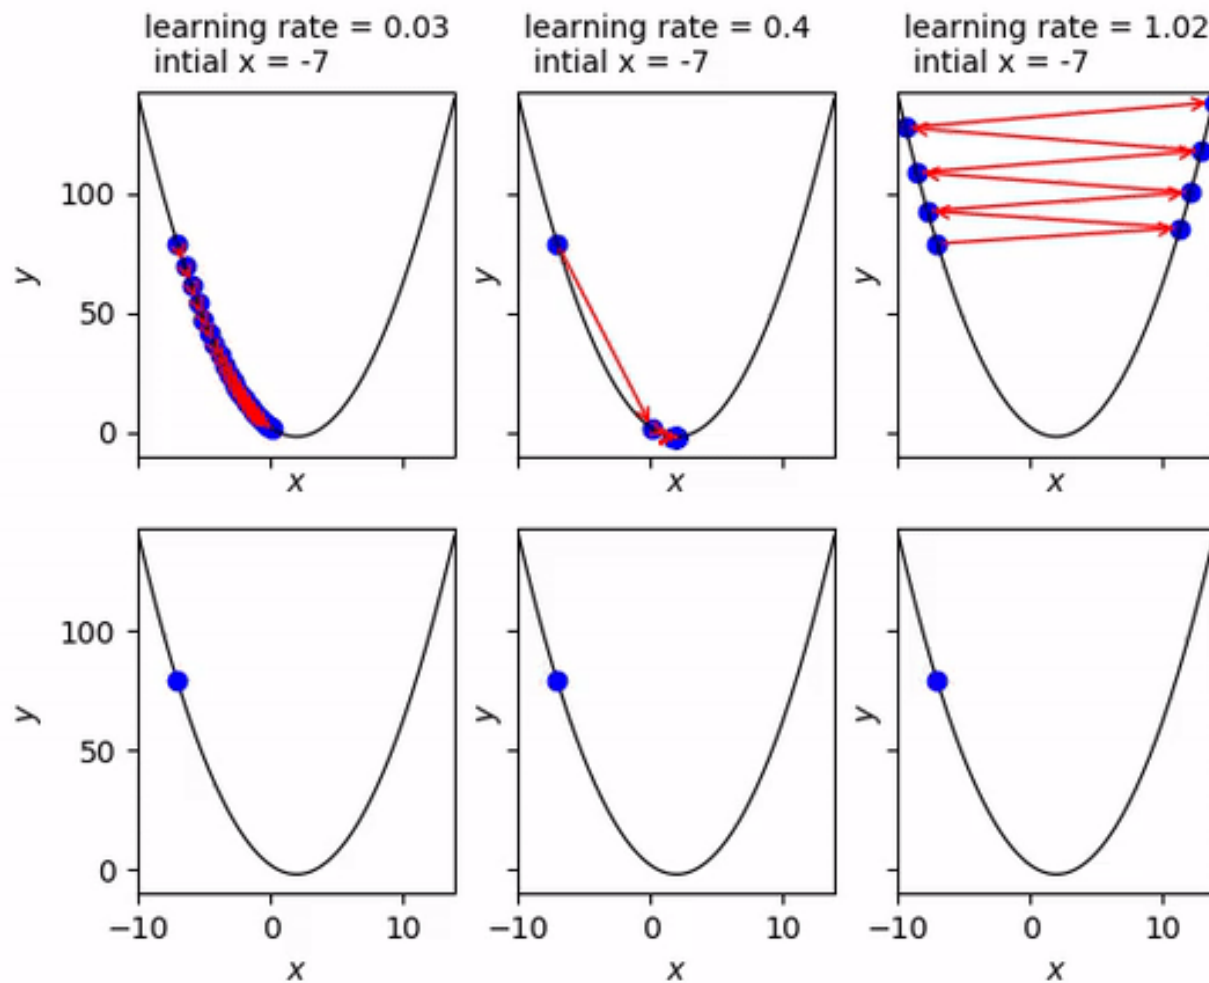 learning rate = 0.03
intial x = -7
learning rate = 0.4
intial x = -7
learning rate = 1.02
intial x = -7
y
100
50
0
x
y
x
y
x
y
100
50
0
−10
0
10
x
y
−10
0
10
x
y
−10
0
10
x